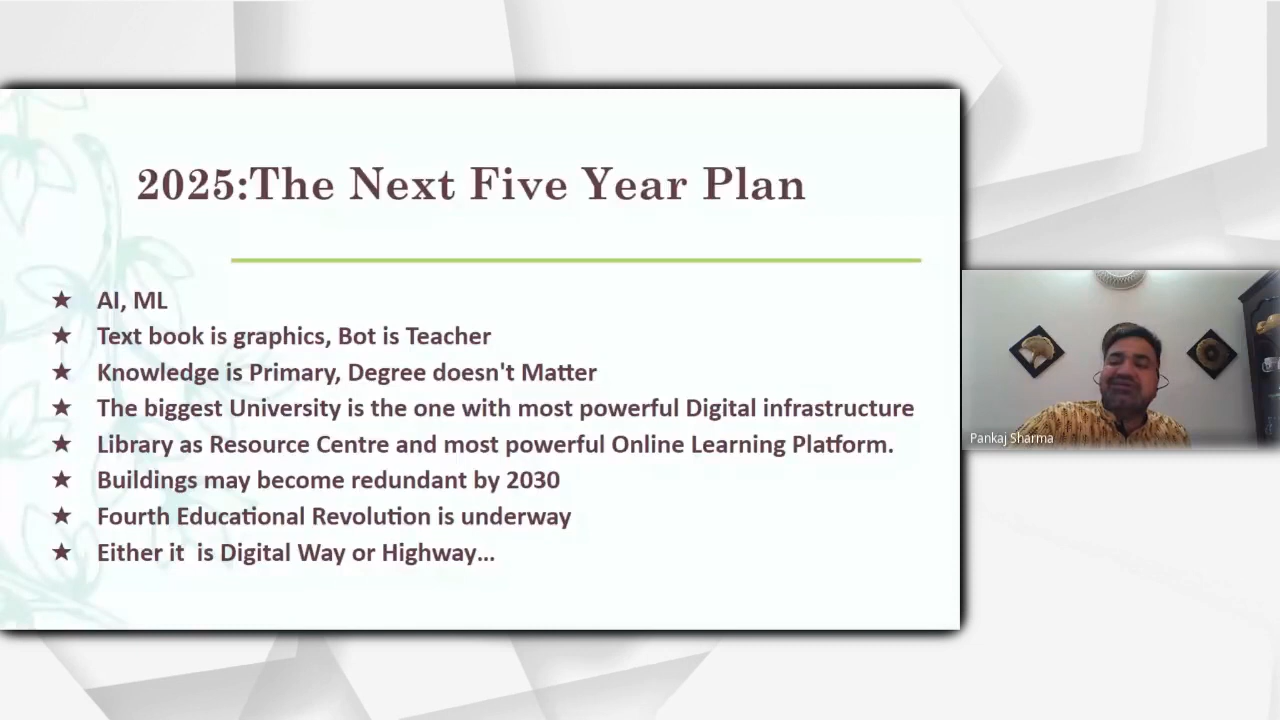 2025:The Next Five Year Plan
★ AI, ML
★ Text book is graphics, Bot is Teacher
★ Knowledge is Primary, Degree doesn't Matter
★ The biggest University is the one with most powerful Digital infrastructure
★ Library as Resource Centre and most powerful Online Learning Platform.
★ Buildings may become redundant by 2030
★ Fourth Educational Revolution is underway
★ Either it  is Digital Way or Highway...
Pankaj Sharma